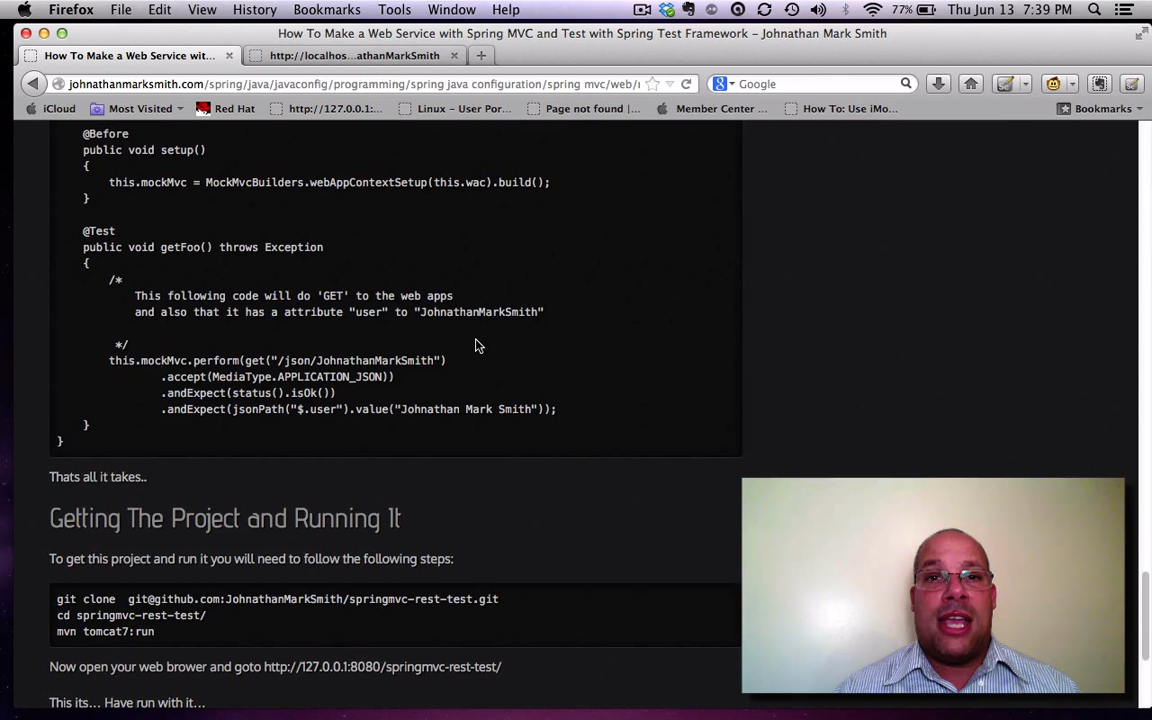 Firefox File Edit View History Bookmarks Tools Window Help 77% Thu Jun 13 7:39 PM
How To Make a Web Service with Spring MVC and Test with Spring Test Framework - Johnathan Mark Smith
How To Make a Web Service wit... × http://localhos...athanMarkSmith × +
johnathanmarksmith.com/spring/java/javaconfig/programming/spring java configuration/spring mvc/web/r Google
iCloud Most Visited Red Hat http://127.0.0.1:... Linux - User Por... Page not found |... Member Center ... How To: Use iMo... Bookmarks
@Before
public void setup()
{
this.mockMvc = MockMvcBuilders.webAppContextSetup(this.wac).build();
}
@Test
public void getFoo() throws Exception
{
/*
This following code will do 'GET' to the web apps
and also that it has a attribute "user" to "JohnathanMarkSmith"
*/
this.mockMvc.perform(get("/json/JohnathanMarkSmith")
.accept(MediaType.APPLICATION_JSON))
.andExpect(status().isOk())
.andExpect(jsonPath("$.user").value("Johnathan Mark Smith"));
}
}
Thats all it takes..
Getting The Project and Running It
To get this project and run it you will need to follow the following steps:
git clone git@github.com:JohnathanMarkSmith/springmvc-rest-test.git
cd springmvc-rest-test/
mvn tomcat7:run
Now open your web brower and goto http://127.0.0.1:8080/springmvc-rest-test/
This its... Have run with it...